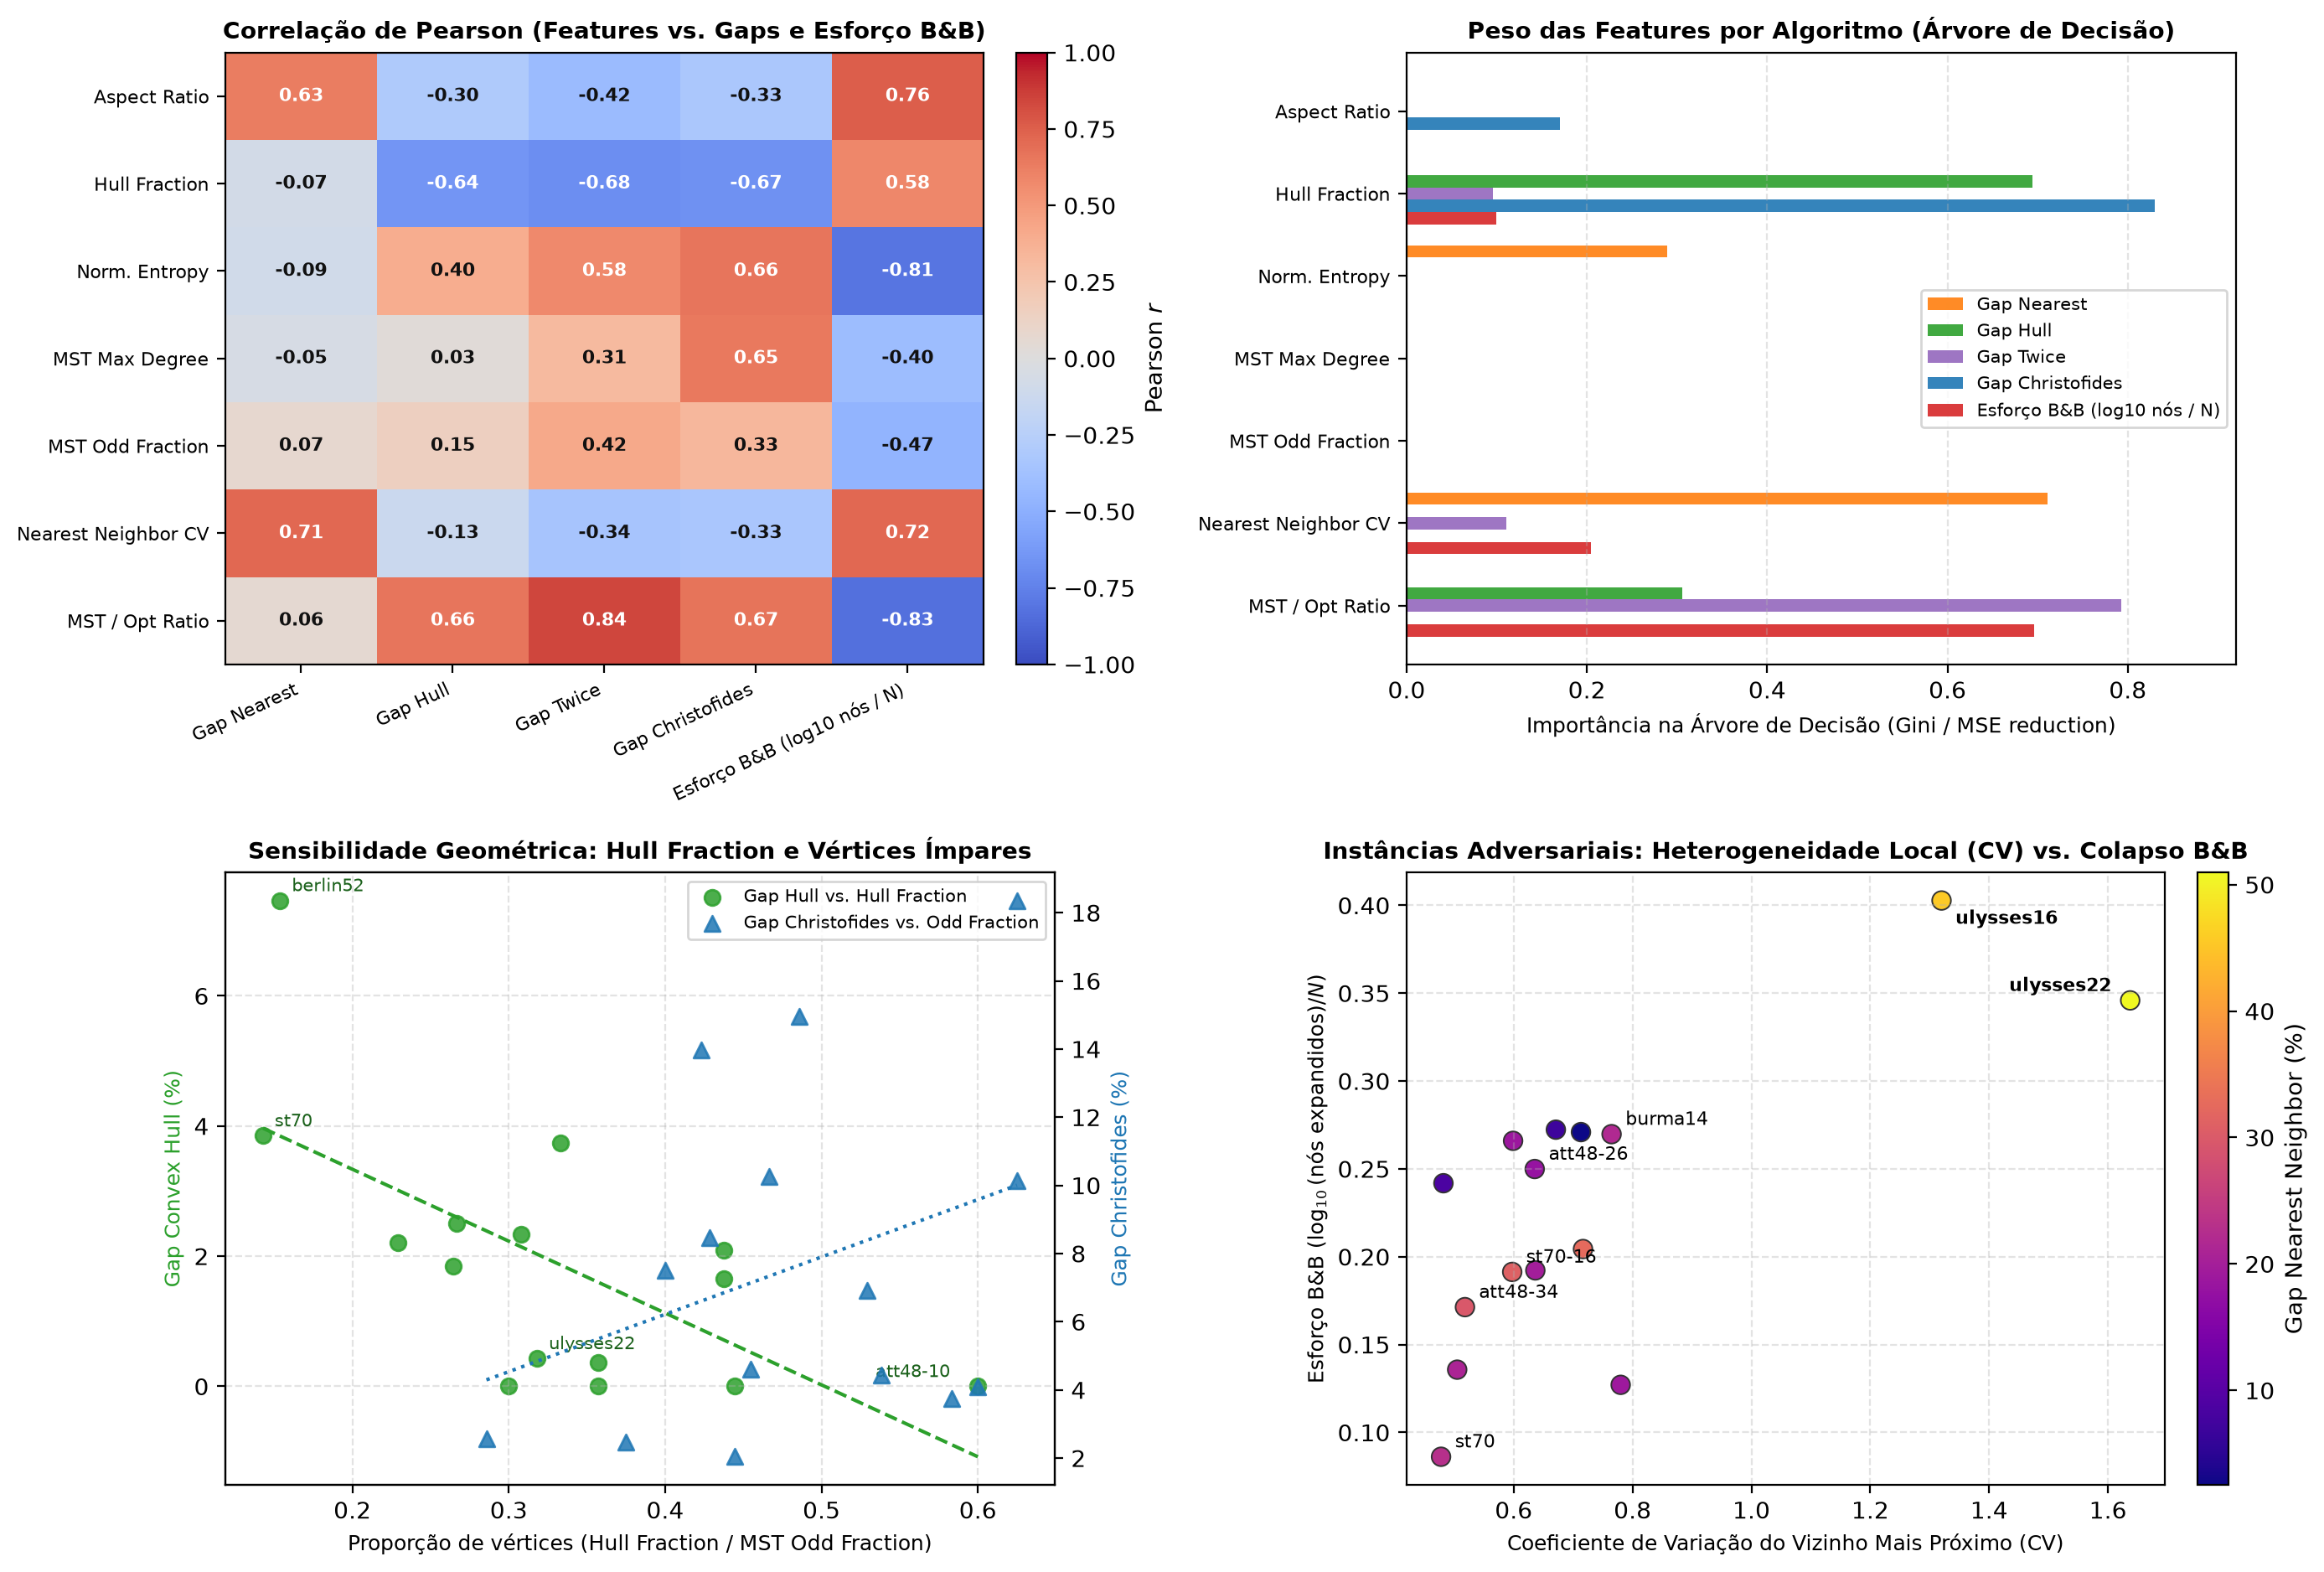 Correlação de Pearson (Features vs. Gaps e Esforço B&B)
Aspect Ratio
Hull Fraction
Norm. Entropy
MST Max Degree
MST Odd Fraction
Nearest Neighbor CV
MST / Opt Ratio
0.63 -0.30 -0.42 -0.33 0.76
-0.07 -0.64 -0.68 -0.67 0.58
-0.09 0.40 0.58 0.66 -0.81
-0.05 0.03 0.31 0.65 -0.40
0.07 0.15 0.42 0.33 -0.47
0.71 -0.13 -0.34 -0.33 0.72
0.06 0.66 0.84 0.67 -0.83
Gap Nearest
Gap Hull
Gap Twice
Gap Christofides
Esforço B&B (log10 nós / N)
1.00
0.75
0.50
0.25
0.00
−0.25
−0.50
−0.75
−1.00
Pearson r
Peso das Features por Algoritmo (Árvore de Decisão)
Aspect Ratio
Hull Fraction
Norm. Entropy
MST Max Degree
MST Odd Fraction
Nearest Neighbor CV
MST / Opt Ratio
Gap Nearest
Gap Hull
Gap Twice
Gap Christofides
Esforço B&B (log10 nós / N)
0.0 0.2 0.4 0.6 0.8
Importância na Árvore de Decisão (Gini / MSE reduction)
Sensibilidade Geométrica: Hull Fraction e Vértices Ímpares
Gap Convex Hull (%)
6
4
2
0
berlin52
st70
ulysses22
att48-10
Gap Hull vs. Hull Fraction
Gap Christofides vs. Odd Fraction
18
16
14
12
10
8
6
4
2
Gap Christofides (%)
0.2 0.3 0.4 0.5 0.6
Proporção de vértices (Hull Fraction / MST Odd Fraction)
Instâncias Adversariais: Heterogeneidade Local (CV) vs. Colapso B&B
Esforço B&B (log10 (nós expandidos)/N)
0.40
0.35
0.30
0.25
0.20
0.15
0.10
ulysses16
ulysses22
burma14
att48-26
st70-16
att48-34
st70
0.6 0.8 1.0 1.2 1.4 1.6
Coeficiente de Variação do Vizinho Mais Próximo (CV)
50
40
30
20
10
Gap Nearest Neighbor (%)